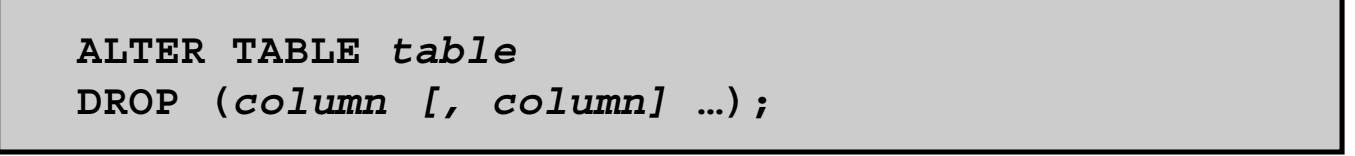 ALTER TABLE table
DROP (column [, column] …);